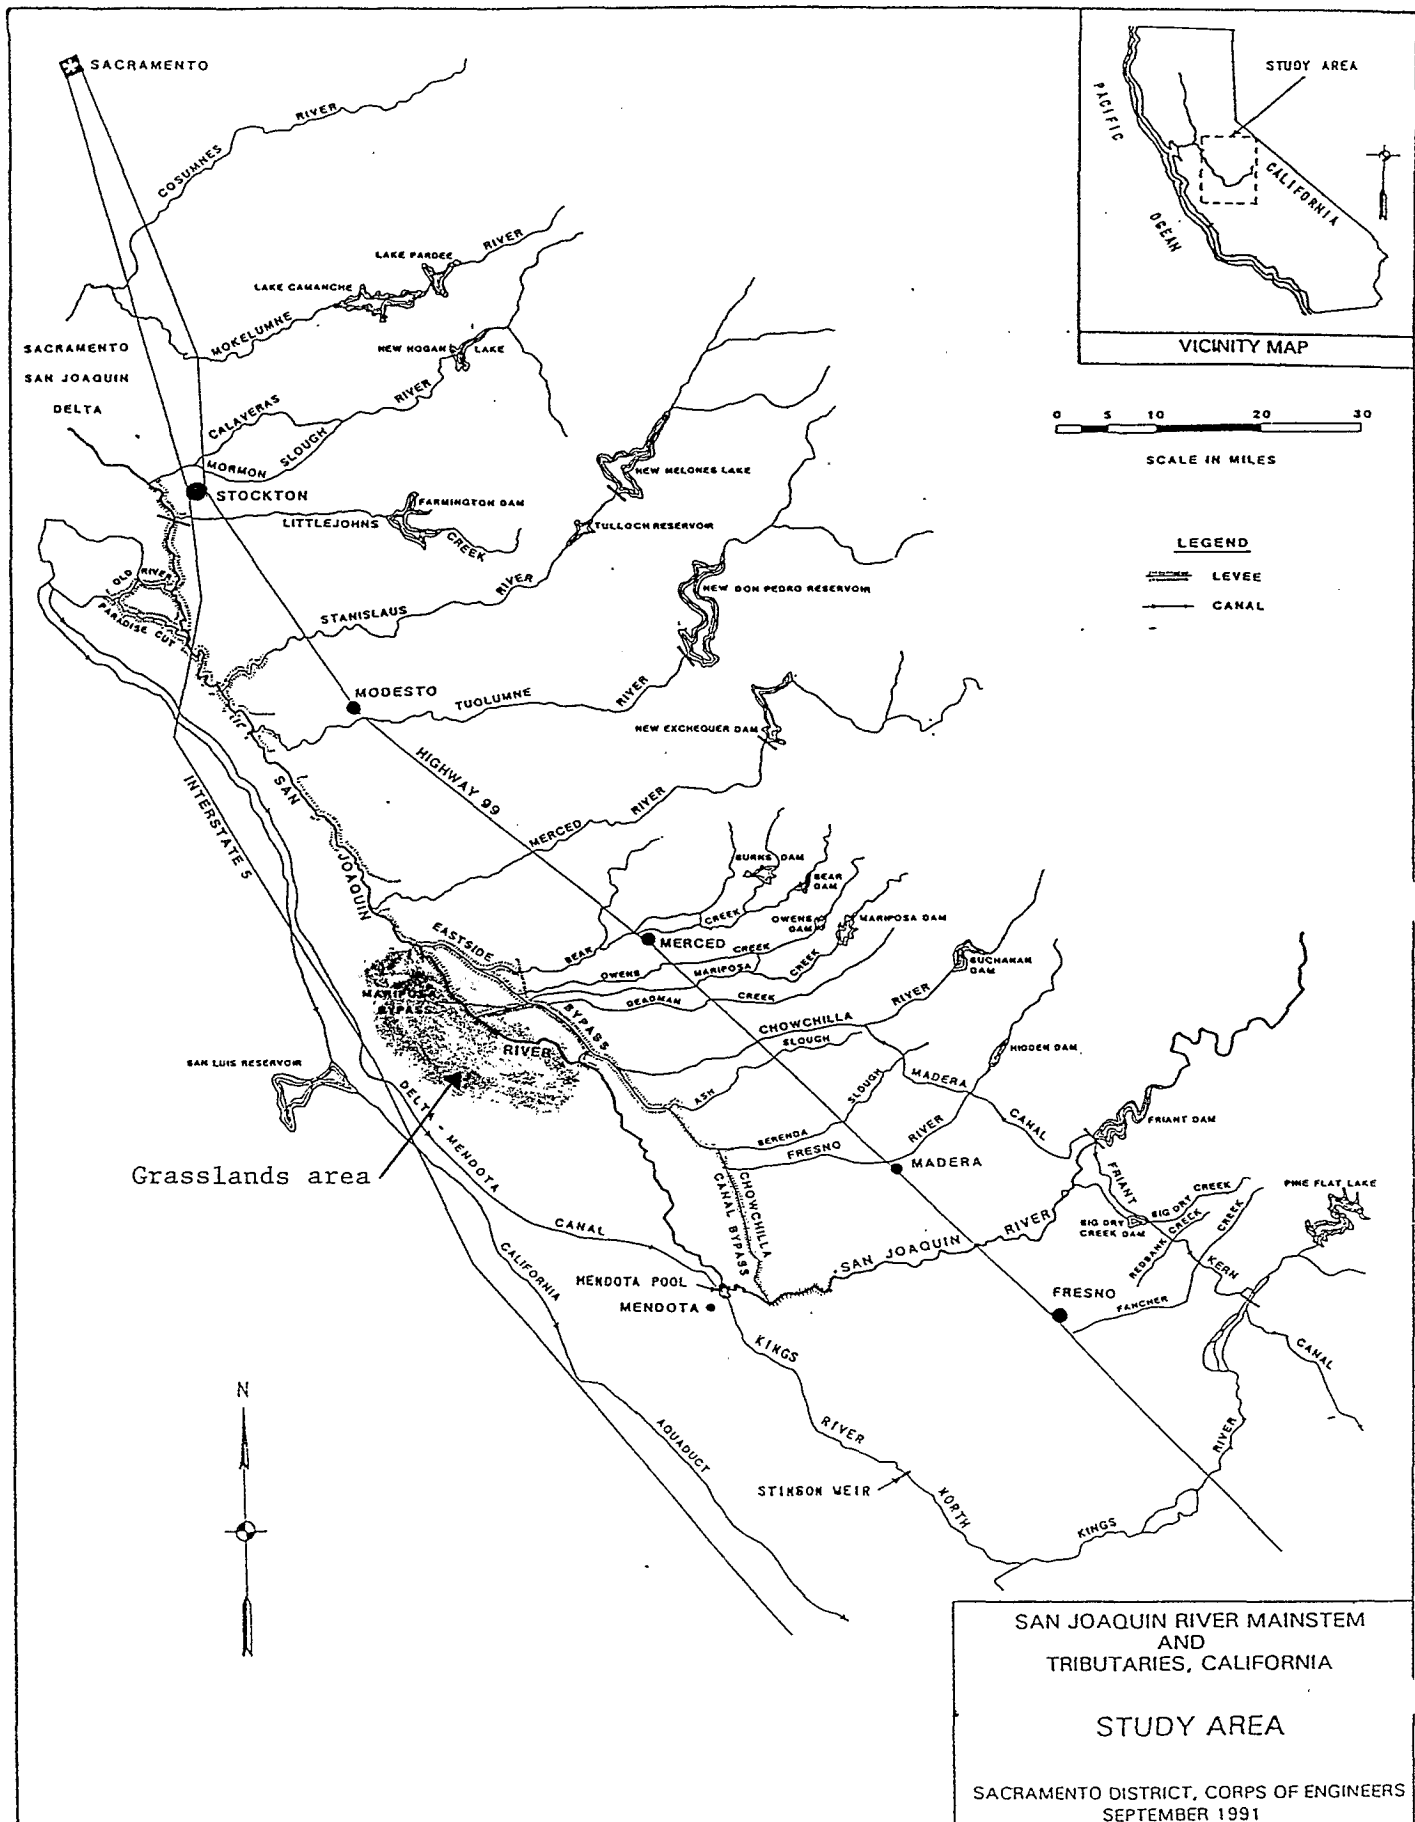 SACRAMENTO
COSUMNES RIVER
LAKE PARDEE
RIVER
LAKE CAMANCHE
MOKELUMNE
NEW HOGAN LAKE
SACRAMENTO
SAN JOAQUIN
DELTA
CALAVERAS
RIVER
MORMON SLOUGH
STOCKTON
FARMINGTON DAM
LITTLEJOHNS
CREEK
NEW MELONES LAKE
TULLOCH RESERVOIR
OLD RIVER
PARADISE CUT
STANISLAUS
RIVER
NEW DON PEDRO RESERVOIR
MODESTO
TUOLUMNE
RIVER
NEW EXCHEQUER DAM
HIGHWAY 99
INTERSTATE 5
SAN
JOAQUIN
MERCED
RIVER
BURNS DAM
BEAR
DAM
CREEK
OWENS
DAM
MARIPOSA DAM
EASTSIDE
BEAR
MERCED
OWENS
CREEK
MARIPOSA
CREEK
DEADMAN
CREEK
BUCHANAN
DAM
MARIPOSA
BYPASS
BYPASS
RIVER
CHOWCHILLA
RIVER
SLOUGH
ASH
HIDDEN DAM
SAN LUIS RESERVOIR
DELTA - MENDOTA
MADERA
CANAL
SLOUGH
BERENDA
FRESNO
RIVER
MADERA
FRIANT DAM
Grasslands area
CHOWCHILLA
CANAL BYPASS
FRIANT
PINE FLAT LAKE
BIG DRY
CREEK DAM
BIG DRY
CREEK
REDBANK CREEK
CREEK
CANAL
CALIFORNIA
SAN JOAQUIN
RIVER
KERN
MENDOTA POOL
MENDOTA
FRESNO
FANCHER
CANAL
KINGS
RIVER
AQUADUCT
STINSON WEIR
NORTH
KINGS
RIVER
N
PACIFIC
OCEAN
STUDY AREA
CALIFORNIA
VICINITY MAP
0 5 10 20 30
SCALE IN MILES
LEGEND
LEVEE
CANAL
SAN JOAQUIN RIVER MAINSTEM
AND
TRIBUTARIES, CALIFORNIA
STUDY AREA
SACRAMENTO DISTRICT, CORPS OF ENGINEERS
SEPTEMBER 1991